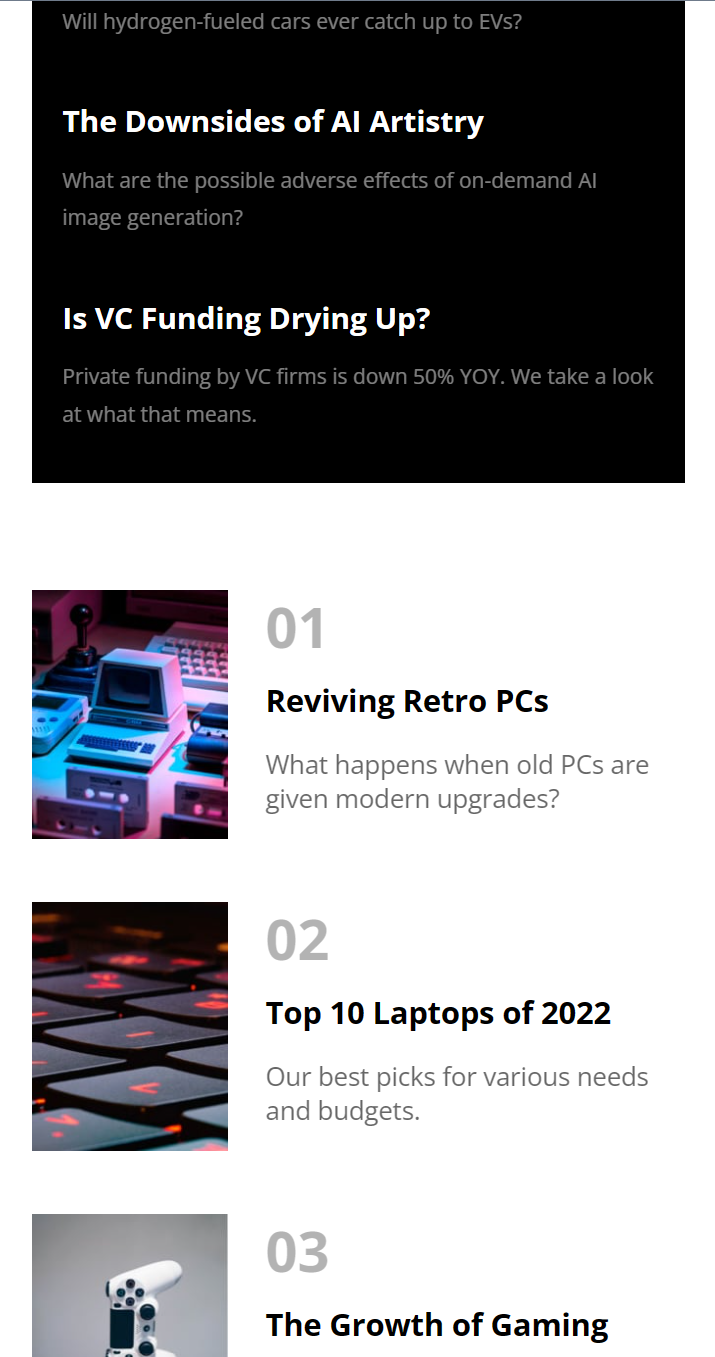 Will hydrogen-fueled cars ever catch up to EVs?
The Downsides of AI Artistry
What are the possible adverse effects of on-demand AI
image generation?
Is VC Funding Drying Up?
Private funding by VC firms is down 50% YOY. We take a look
at what that means.
01
Reviving Retro PCs
What happens when old PCs are
given modern upgrades?
02
Top 10 Laptops of 2022
Our best picks for various needs
and budgets.
03
The Growth of Gaming